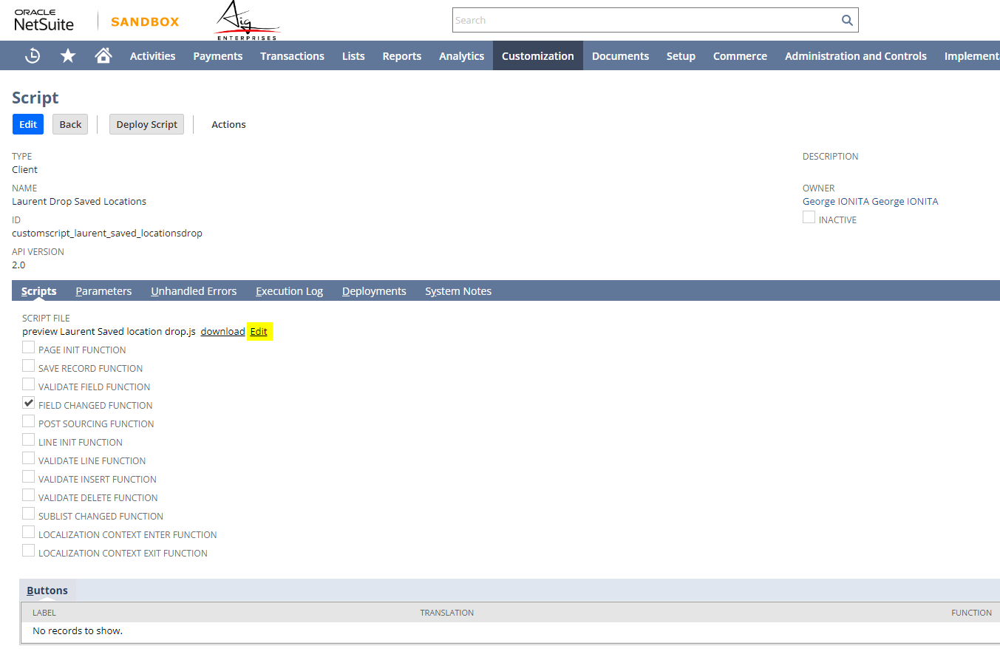 ORACLE
NetSuite
SANDBOX
Aig
ENTERPRISES
Search
Activities Payments Transactions Lists Reports Analytics Customization Documents Setup Commerce Administration and Controls Implement
Script
Edit Back Deploy Script Actions
TYPE
Client
NAME
Laurent Drop Saved Locations
ID
customscript_laurent_saved_locationsdrop
API VERSION
2.0
DESCRIPTION
OWNER
George IONITA George IONITA
INACTIVE
Scripts Parameters Unhandled Errors Execution Log Deployments System Notes
SCRIPT FILE
preview Laurent Saved location drop.js download Edit
PAGE INIT FUNCTION
SAVE RECORD FUNCTION
VALIDATE FIELD FUNCTION
FIELD CHANGED FUNCTION
POST SOURCING FUNCTION
LINE INIT FUNCTION
VALIDATE LINE FUNCTION
VALIDATE INSERT FUNCTION
VALIDATE DELETE FUNCTION
SUBLIST CHANGED FUNCTION
LOCALIZATION CONTEXT ENTER FUNCTION
LOCALIZATION CONTEXT EXIT FUNCTION
Buttons
LABEL TRANSLATION FUNCTION
No records to show.